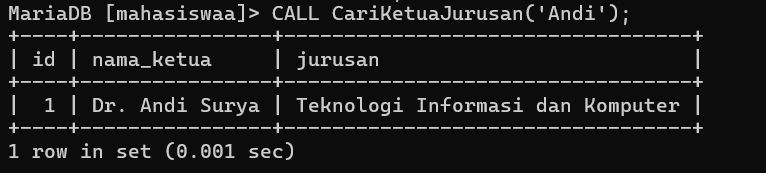 MariaDB [mahasiswaa]> CALL CariKetuaJurusan('Andi');
+----+---------------+----------------------------------+
| id | nama_ketua    | jurusan                          |
+----+---------------+----------------------------------+
|  1 | Dr. Andi Surya | Teknologi Informasi dan Komputer |
+----+---------------+----------------------------------+
1 row in set (0.001 sec)